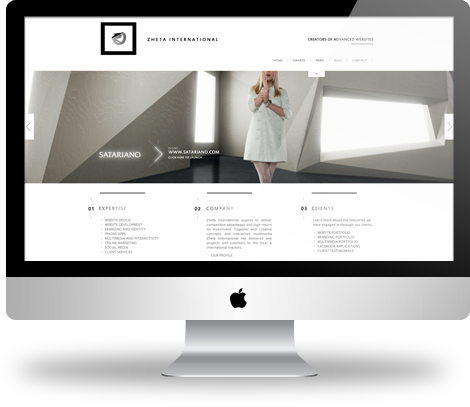 ZHETA INTERNATIONAL
CREATORS OF ADVANCED WEBSITES
HOME SERVICES NEWS BLOG CONTACT
SATARIANO
WWW.SATARIANO.COM
CLICK HERE TO LAUNCH
01 EXPERTISE
WEBSITE DESIGN
WEBSITE DEVELOPMENT
BRANDING AND IDENTITY
IPHONE APPS
MULTIMEDIA AND INTERACTIVITY
ONLINE MARKETING
SOCIAL MEDIA
CLIENT SERVICES
02 COMPANY
Zheta International aspires to deliver
competitive advantages and high return
on investment. Together with creative
concepts and interactive multimedia
Zheta International has delivered web
projects and solutions to the local &
international markets.
OUR PROFILE
03 CLIENTS
Learn more about the industries we
have engaged in through our clients.
WEBSITE PORTFOLIO
BRANDING PORTFOLIO
MULTIMEDIA PORTFOLIO
FACEBOOK APPLICATIONS
CLIENT TESTIMONIALS